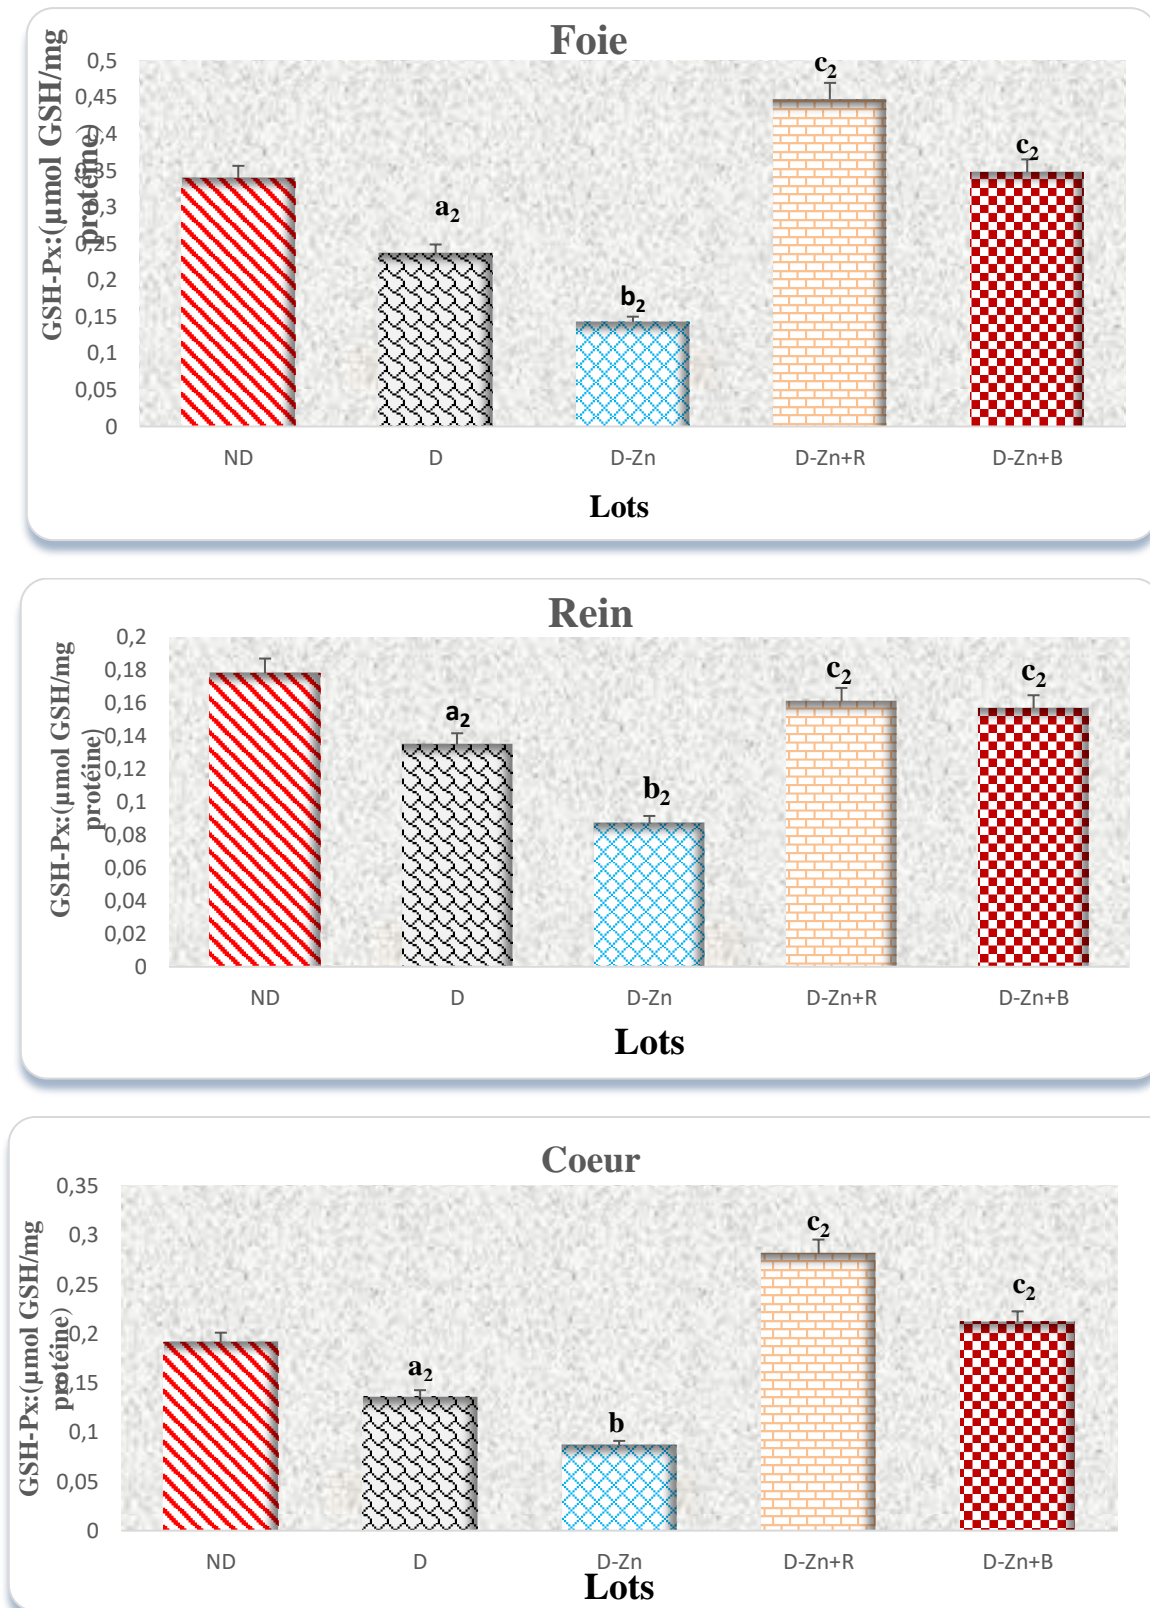 Foie
GSH-Px:(µmol GSH/mg
protéine)
0,5
0,45
0,4
0,35
0,3
0,25
0,2
0,15
0,1
0,05
0
a₂
b₂
c₂
c₂
ND D D-Zn D-Zn+R D-Zn+B
Lots
Rein
GSH-Px:(µmol GSH/mg
protéine)
0,2
0,18
0,16
0,14
0,12
0,1
0,08
0,06
0,04
0,02
0
a₂
b₂
c₂
c₂
ND D D-Zn D-Zn+R D-Zn+B
Lots
Coeur
GSH-Px:(µmol GSH/mg
protéine)
0,35
0,3
0,25
0,2
0,15
0,1
0,05
0
a₂
b
c₂
c₂
ND D D-Zn D-Zn+R D-Zn+B
Lots